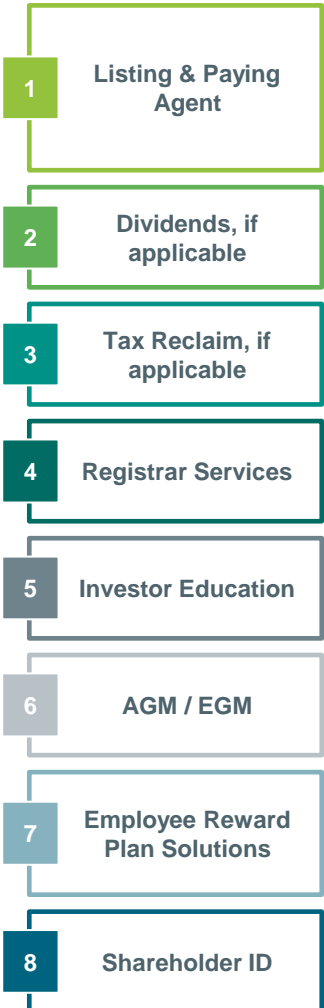 1
Listing & Paying
Agent
2
Dividends, if
applicable
3
Tax Reclaim, if
applicable
4
Registrar Services
5
Investor Education
6
AGM / EGM
7
Employee Reward
Plan Solutions
8
Shareholder ID